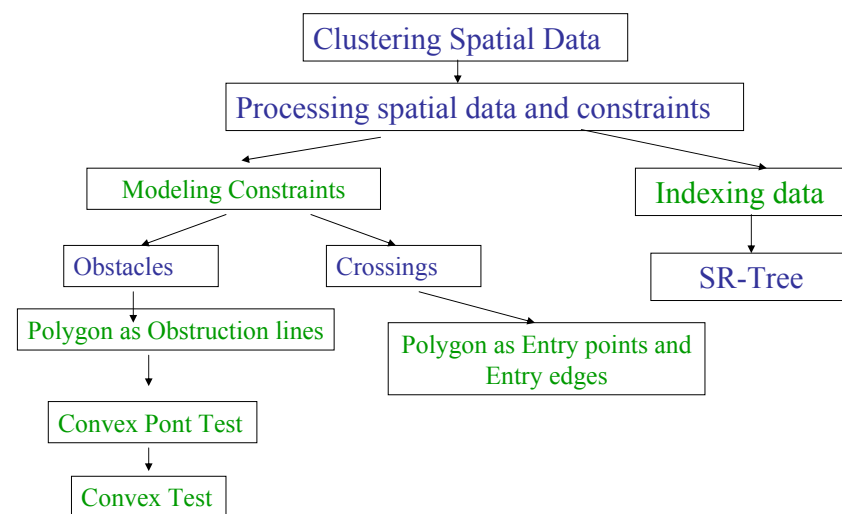 Clustering Spatial Data
Processing spatial data and constraints
Modeling Constraints
Indexing data
Obstacles
Crossings
SR-Tree
Polygon as Obstruction lines
Polygon as Entry points and
Entry edges
Convex Pont Test
Convex Test